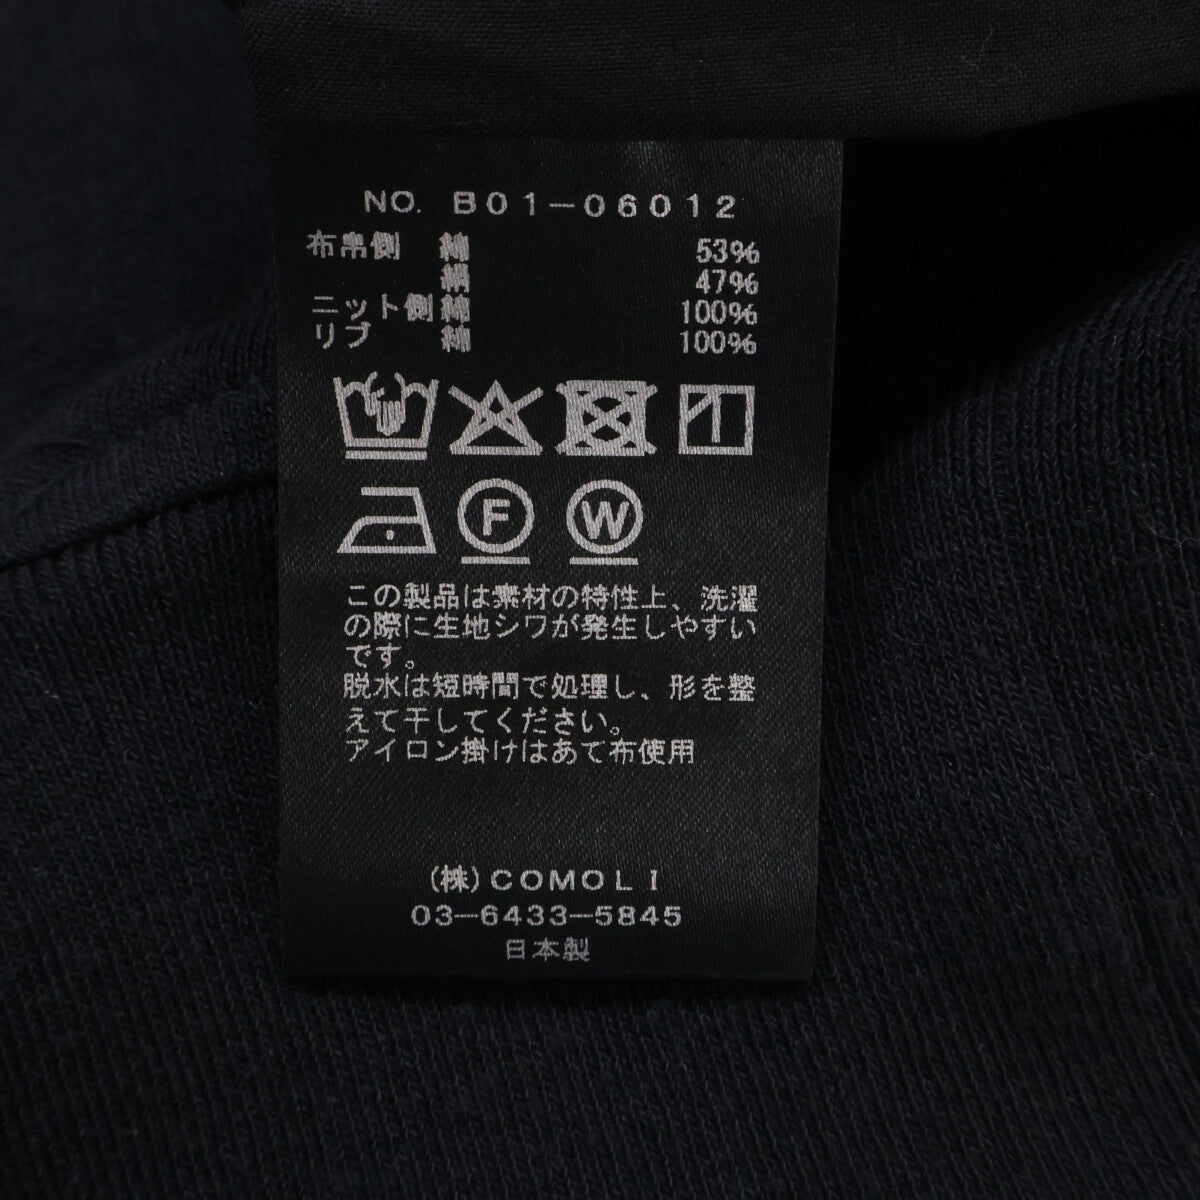 NO. B01-06012
布帛側 綿 53%
絹 47%
ニット側 綿 100%
リブ 綿 100%
F W
この製品は素材の特性上、洗濯
の際に生地シワが発生しやすい
です。
脱水は短時間で処理し、形を整
えて干してください。
アイロン掛けはあて布使用
(株)COMOLI
03-6433-5845
日本製